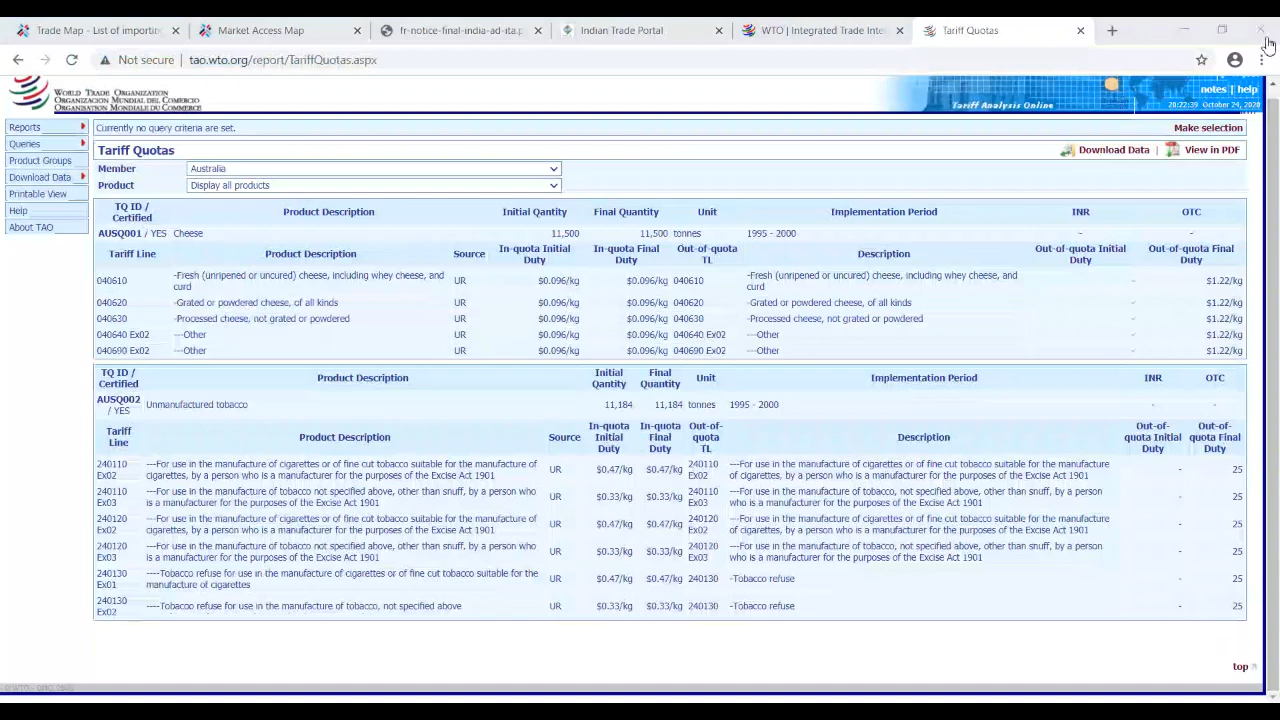 Trade Map - List of importin
Market Access Map
fr-notice-final-india-ad-ita.p
Indian Trade Portal
WTO | Integrated Trade Inte
Tariff Quotas
Not secure
tao.wto.org/report/TariffQuotas.aspx
WORLD TRADE ORGANIZATION
ORGANIZACION MUNDIAL DEL COMERCIO
ORGANISATION MONDIALE DU COMMERCE
Tariff Analysis Online
notes | help
20:22:39 October 24, 2020
Reports
Queries
Product Groups
Download Data
Printable View
Help
About TAO
Currently no query criteria are set.
Make selection
Tariff Quotas
Download Data | View in PDF
Member Australia
Product Display all products
TQ ID / Certified Product Description Initial Qantity Final Quantity Unit Implementation Period INR OTC
AUSQ001 / YES Cheese 11,500 11,500 tonnes 1995 - 2000 - -
Tariff Line Product Description Source In-quota Initial Duty In-quota Final Duty Out-of-quota TL Description Out-of-quota Initial Duty Out-of-quota Final Duty
040610 -Fresh (unripened or uncured) cheese, including whey cheese, and curd UR $0.096/kg $0.096/kg 040610 -Fresh (unripened or uncured) cheese, including whey cheese, and curd - $1.22/kg
040620 -Grated or powdered cheese, of all kinds UR $0.096/kg $0.096/kg 040620 -Grated or powdered cheese, of all kinds - $1.22/kg
040630 -Processed cheese, not grated or powdered UR $0.096/kg $0.096/kg 040630 -Processed cheese, not grated or powdered - $1.22/kg
040640 Ex02 ---Other UR $0.096/kg $0.096/kg 040640 Ex02 ---Other - $1.22/kg
040690 Ex02 ---Other UR $0.096/kg $0.096/kg 040690 Ex02 ---Other - $1.22/kg
TQ ID / Certified Product Description Initial Qantity Final Quantity Unit Implementation Period INR OTC
AUSQ002 / YES Unmanufactured tobacco 11,184 11,184 tonnes 1995 - 2000 - -
Tariff Line Product Description Source In-quota Initial Duty In-quota Final Duty Out-of-quota TL Description Out-of-quota Initial Duty Out-of-quota Final Duty
240110 Ex02 ---For use in the manufacture of cigarettes or of fine cut tobacco suitable for the manufacture of cigarettes, by a person who is a manufacturer for the purposes of the Excise Act 1901 UR $0.47/kg $0.47/kg 240110 Ex02 ---For use in the manufacture of cigarettes or of fine cut tobacco suitable for the manufacture of cigarettes, by a person who is a manufacturer for the purposes of the Excise Act 1901 - 25
240110 Ex03 ---For use in the manufacture of tobacco not specified above, other than snuff, by a person who is a manufacturer for the purposes of the Excise Act 1901 UR $0.33/kg $0.33/kg 240110 Ex03 ---For use in the manufacture of tobacco, not specified above, other than snuff, by a person who is a manufacturer for the purposes of the Excise Act 1901 - 25
240120 Ex02 ---For use in the manufacture of cigarettes or of fine cut tobacco suitable for the manufacture of cigarettes, by a person who is a manufacturer for the purposes of the Excise Act 1901 UR $0.47/kg $0.47/kg 240120 Ex02 ---For use in the manufacture of cigarettes or of fine cut tobacco suitable for the manufacture of cigarettes, by a person who is a manufacturer for the purposes of the Excise Act 1901 - 25
240120 Ex03 ---For use in the manufacture of tobacco not specified above, other than snuff, by a person who is a manufacturer for the purposes of the Excise Act 1901 UR $0.33/kg $0.33/kg 240120 Ex03 ---For use in the manufacture of tobacco, not specified above, other than snuff, by a person who is a manufacturer for the purposes of the Excise Act 1901 - 25
240130 Ex01 ----Tobacco refuse for use in the manufacture of cigarettes or of fine cut tobacco suitable for the manufacture of cigarettes UR $0.47/kg $0.47/kg 240130 -Tobacco refuse - 25
240130 Ex02 ----Tobacco refuse for use in the manufacture of tobacco, not specified above UR $0.33/kg $0.33/kg 240130 -Tobacco refuse - 25
top